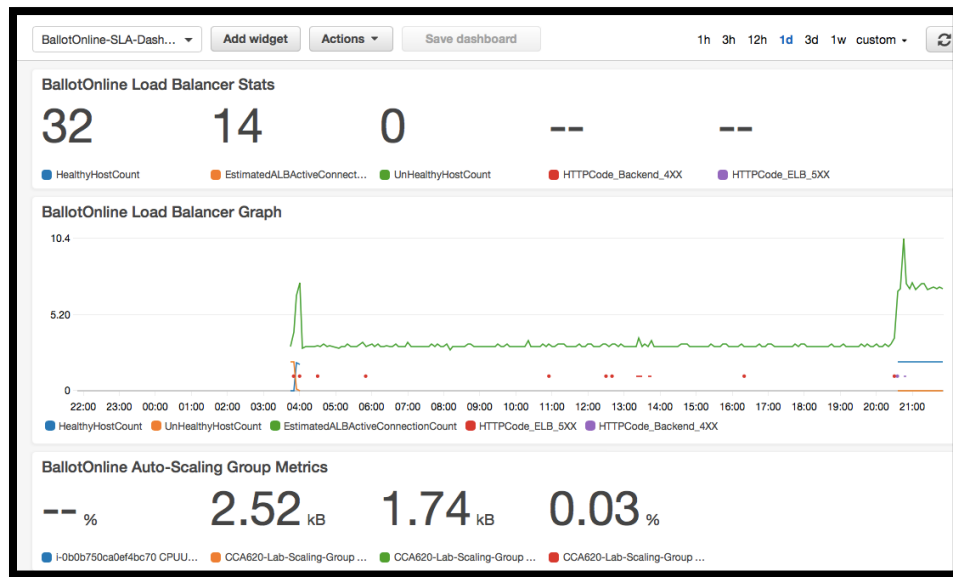 BallotOnline-SLA-Dash... Add widget Actions Save dashboard 1h 3h 12h 1d 3d 1w custom
BallotOnline Load Balancer Stats
32 14 0 -- --
HealthyHostCount EstimatedALBActiveConnect... UnHealthyHostCount HTTPCode_Backend_4XX HTTPCode_ELB_5XX
BallotOnline Load Balancer Graph
10.4
5.20
0
22:00 23:00 00:00 01:00 02:00 03:00 04:00 05:00 06:00 07:00 08:00 09:00 10:00 11:00 12:00 13:00 14:00 15:00 16:00 17:00 18:00 19:00 20:00 21:00
HealthyHostCount UnHealthyHostCount EstimatedALBActiveConnectionCount HTTPCode_ELB_5XX HTTPCode_Backend_4XX
BallotOnline Auto-Scaling Group Metrics
-- % 2.52 kB 1.74 kB 0.03 %
i-0b0b750ca0ef4bc70 CPUU... CCA620-Lab-Scaling-Group ... CCA620-Lab-Scaling-Group ... CCA620-Lab-Scaling-Group ...